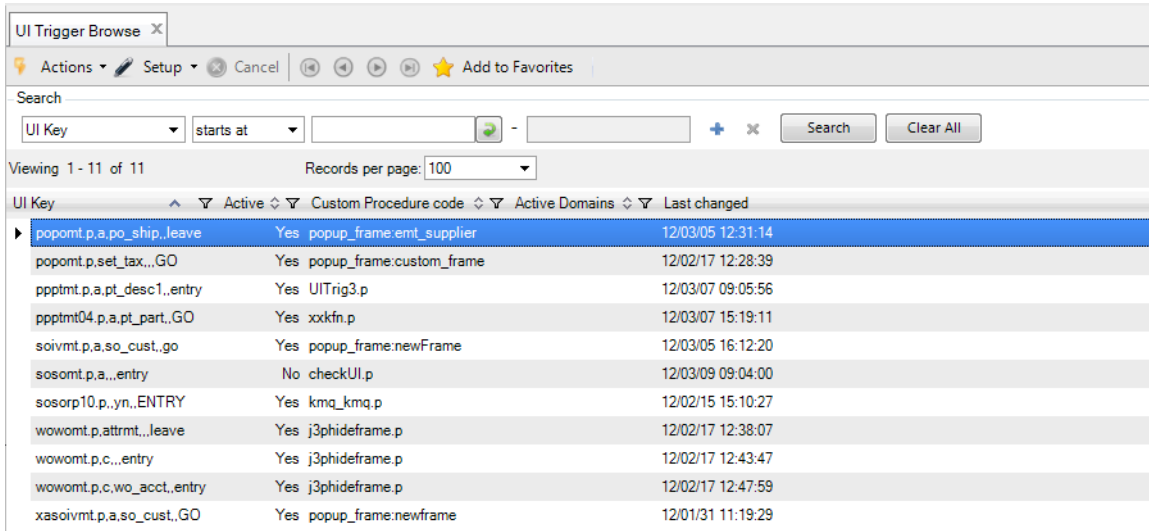 UI Trigger Browse
Actions Setup Cancel Add to Favorites
Search
UI Key starts at - Search Clear All
Viewing 1 - 11 of 11 Records per page: 100
UI Key Active Custom Procedure code Active Domains Last changed
popomt.p,a,po_ship,,leave Yes popup_frame:emt_supplier 12/03/05 12:31:14
popomt.p,set_tax,,,GO Yes popup_frame:custom_frame 12/02/17 12:28:39
ppptmt.p,a,pt_desc1,,entry Yes UITrig3.p 12/03/07 09:05:56
ppptmt04.p,a,pt_part,,GO Yes xxkfn.p 12/03/07 15:19:11
soivmt.p,a,so_cust,,go Yes popup_frame:newFrame 12/03/05 16:12:20
sosomt.p,a,,,entry No checkUI.p 12/03/09 09:04:00
sosorp10.p,,yn,,ENTRY Yes kmq_kmq.p 12/02/15 15:10:27
wowomt.p,attrmt,,,leave Yes j3phideframe.p 12/02/17 12:38:07
wowomt.p,c,,,entry Yes j3phideframe.p 12/02/17 12:43:47
wowomt.p,c,wo_acct,,entry Yes j3phideframe.p 12/02/17 12:47:59
xasoivmt.p,a,so_cust,,GO Yes popup_frame:newframe 12/01/31 11:19:29